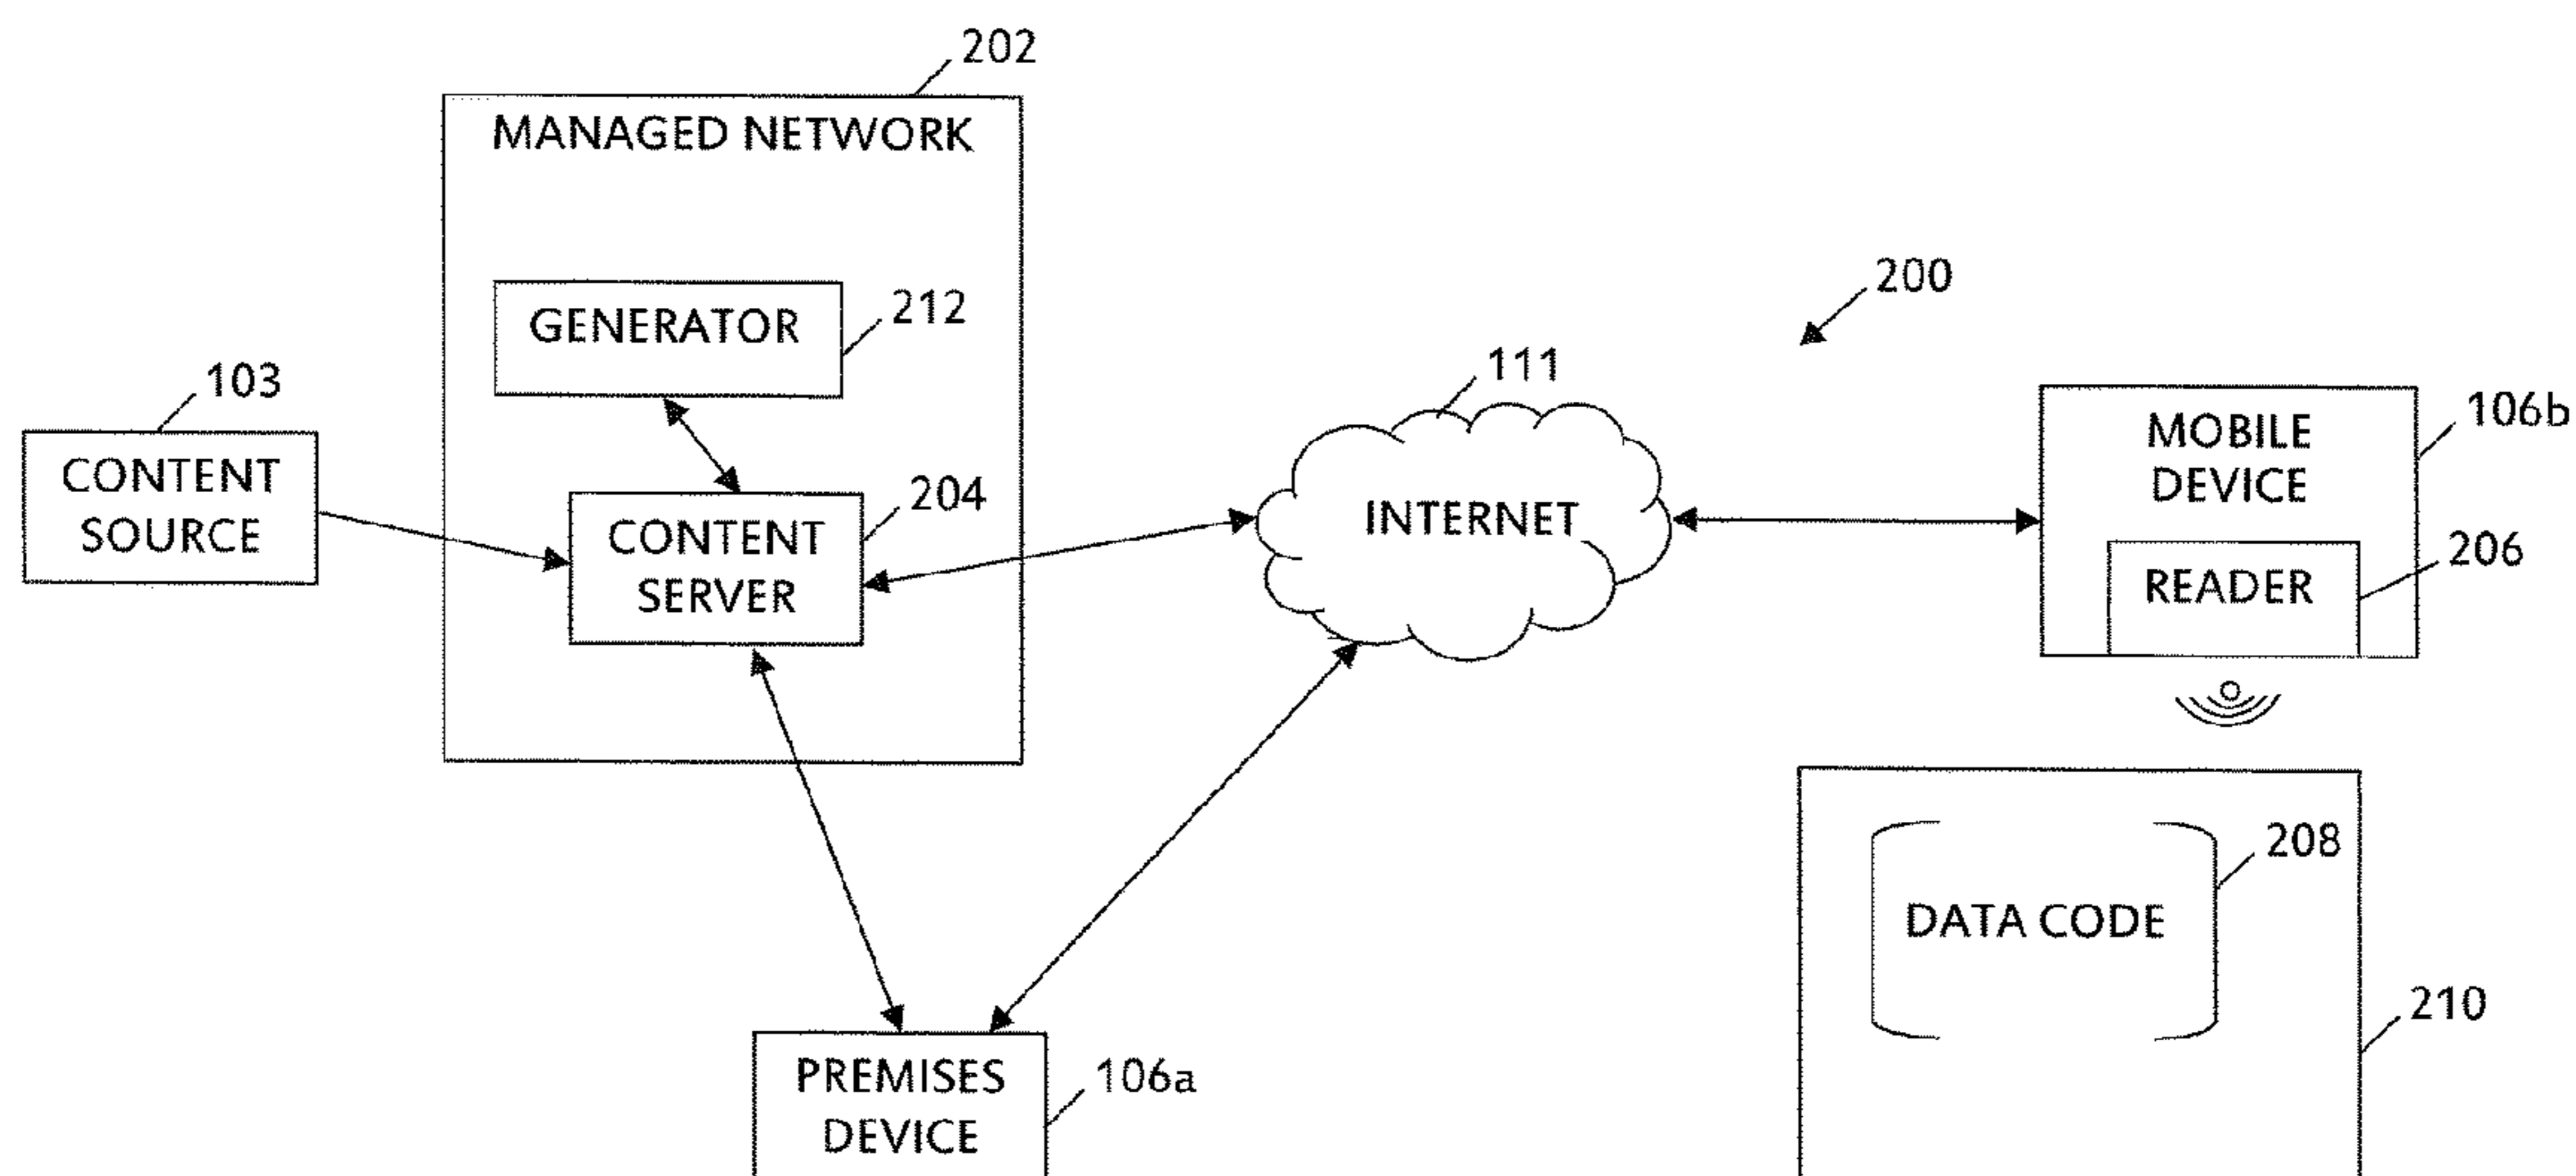 202
MANAGED NETWORK
GENERATOR
212
200
103
111
CONTENT
SOURCE
CONTENT
SERVER
204
INTERNET
MOBILE
DEVICE
106b
READER
206
DATA CODE
208
210
PREMISES
DEVICE
106a